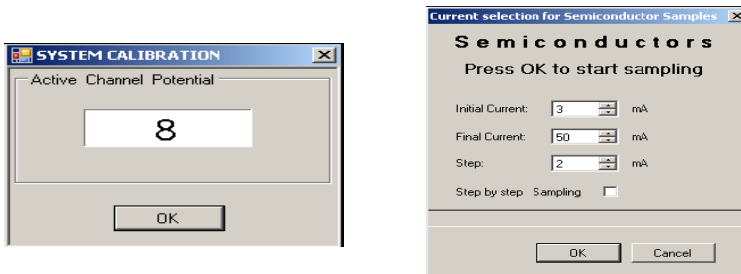 SYSTEM CALIBRATION
Active Channel Potential
8
OK
Current selection for Semiconductor Samples
Semiconductors
Press OK to start sampling
Initial Current: 3 mA
Final Current: 50 mA
Step: 2 mA
Step by step Sampling
OK Cancel